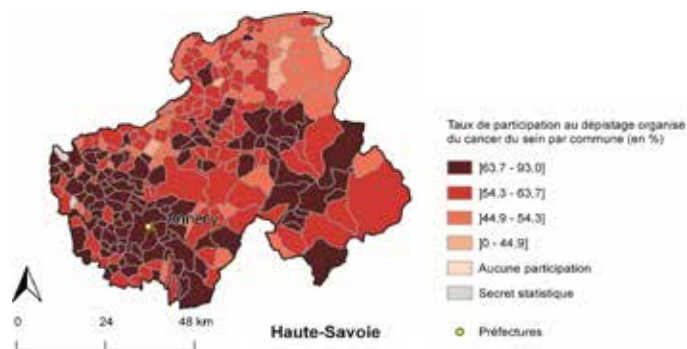 Annecy
Taux de participation au dépistage organisé
du cancer du sein par commune (en %)
]63.7 - 93.0]
]54.3 - 63.7]
]44.9 - 54.3]
]0 - 44.9]
Aucune participation
Secret statistique
Préfectures
0 24 48 km
Haute-Savoie